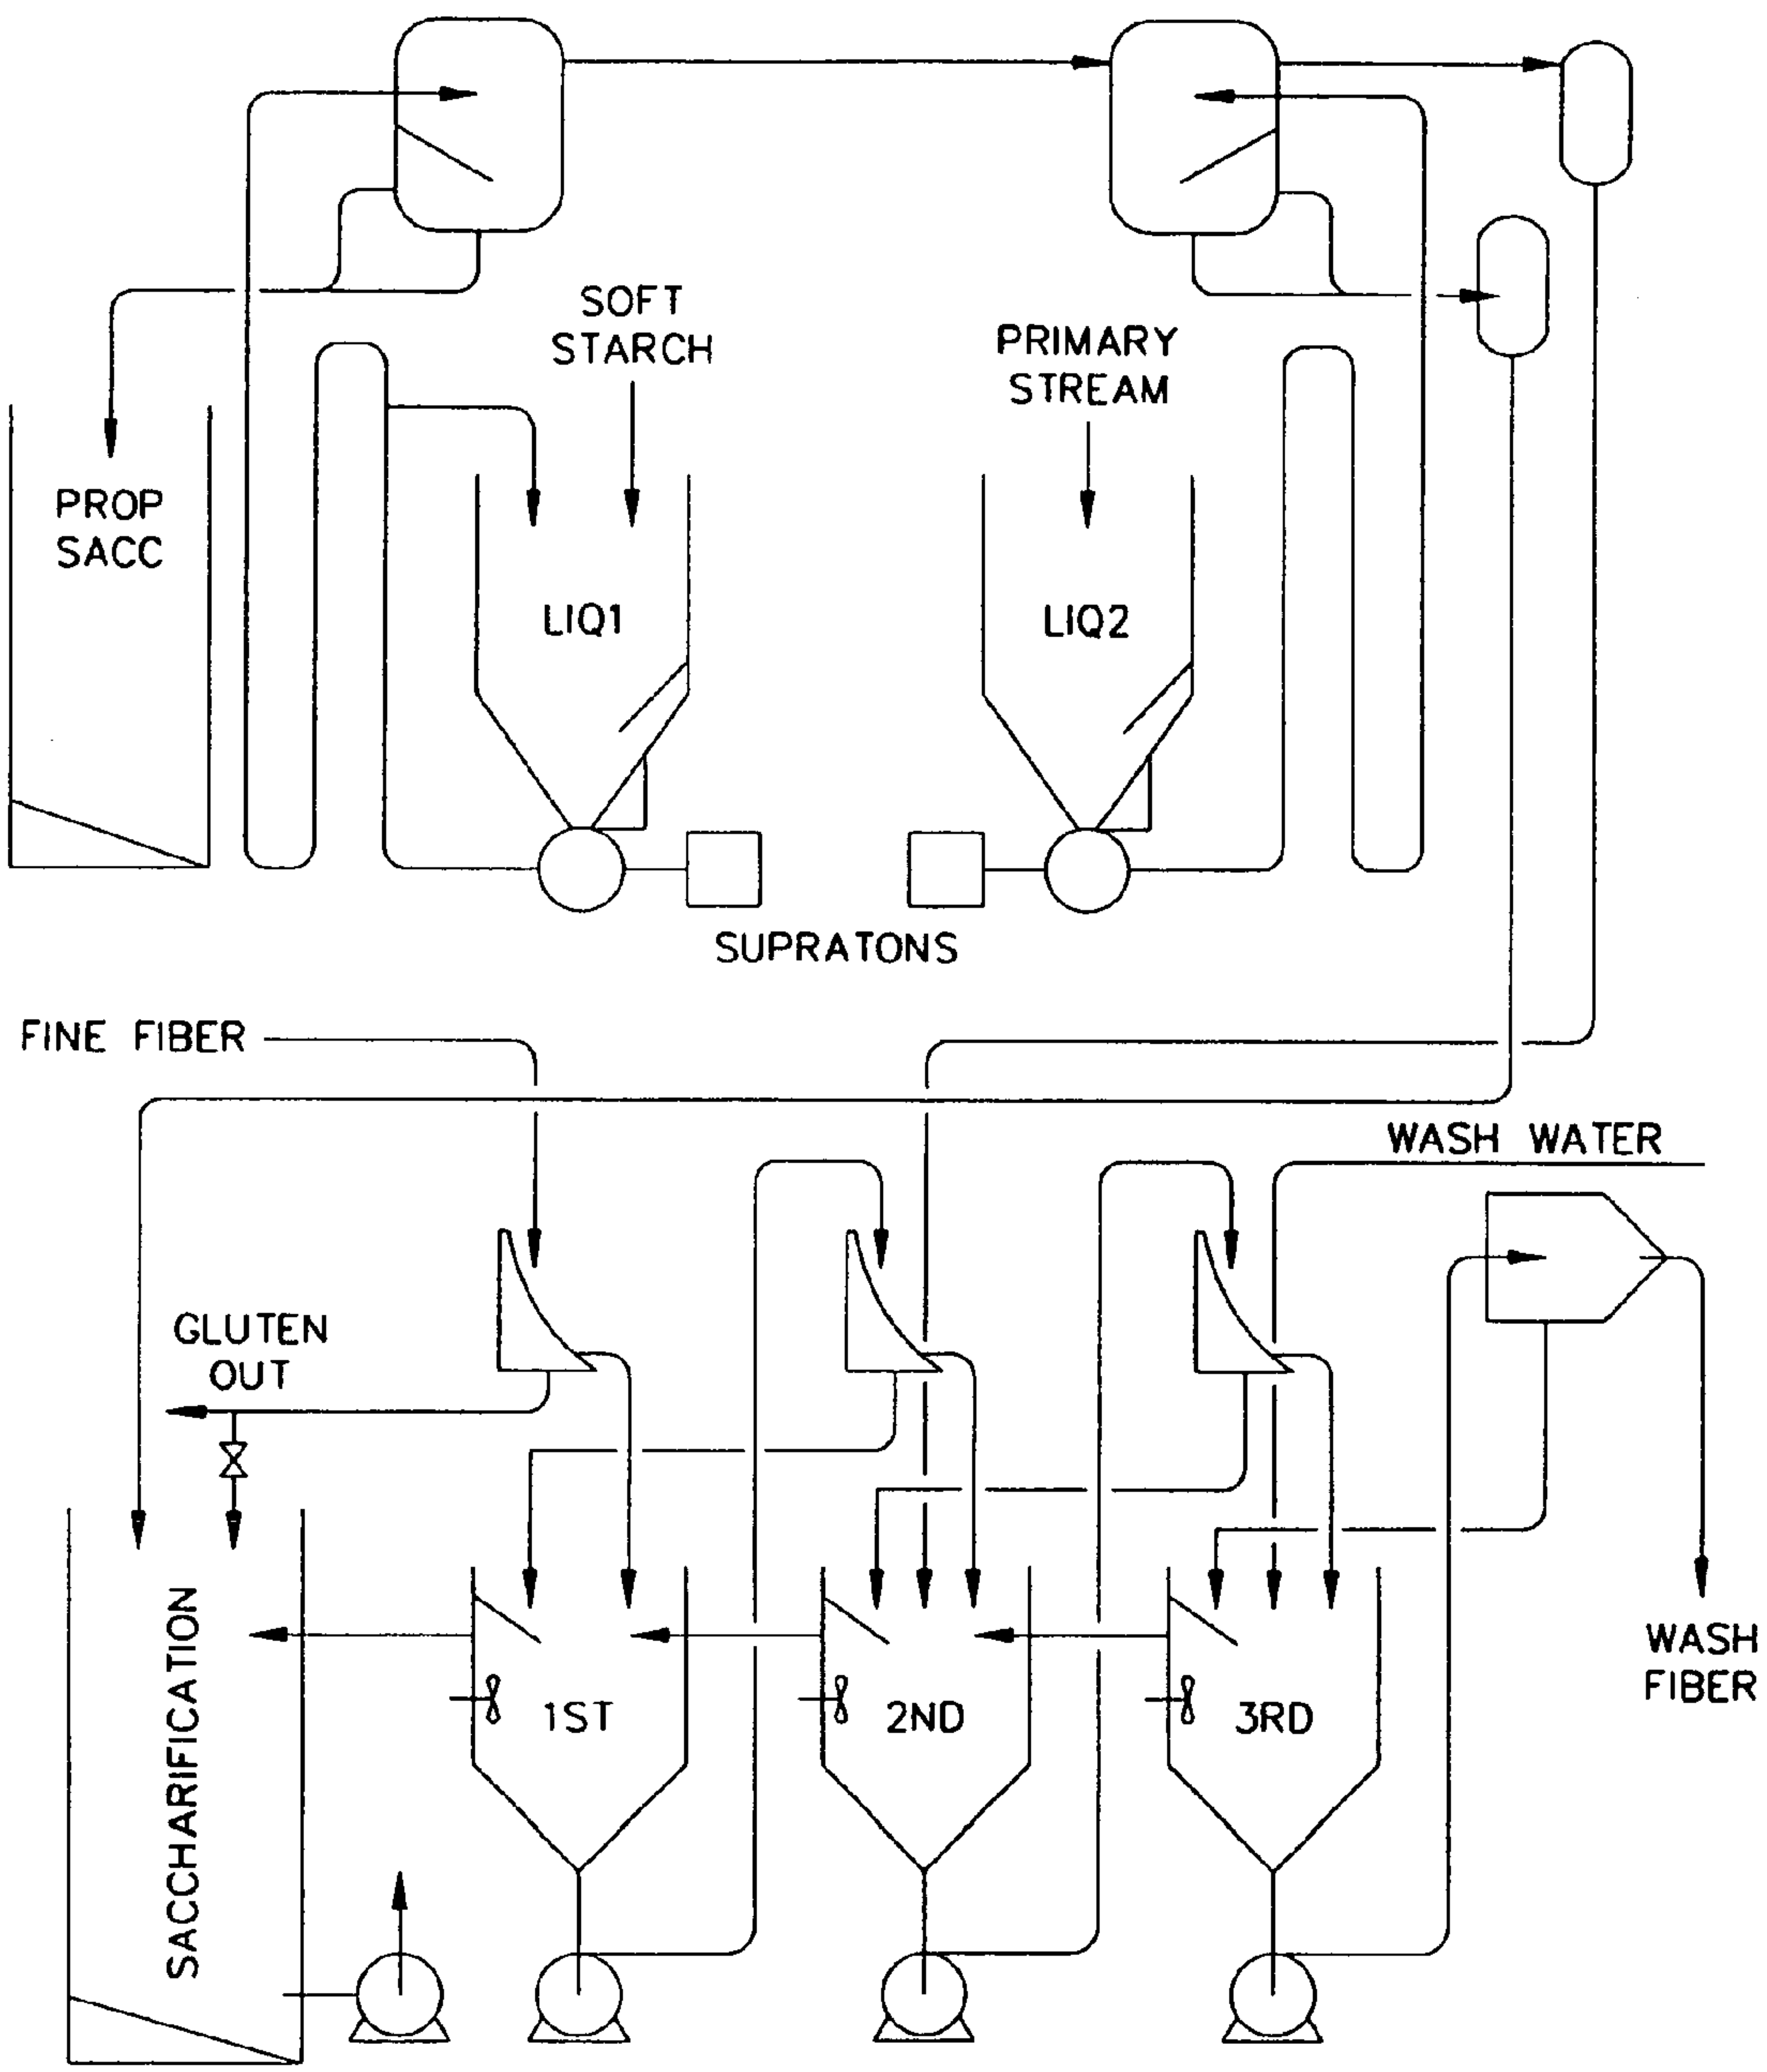 SOFT
STARCH
PRIMARY
STREAM
PROP
SACC
LIQ1
LIQ2
SUPRATONS
FINE FIBER
WASH WATER
GLUTEN
OUT
SACCHARIFICATION
1ST
2ND
3RD
WASH
FIBER